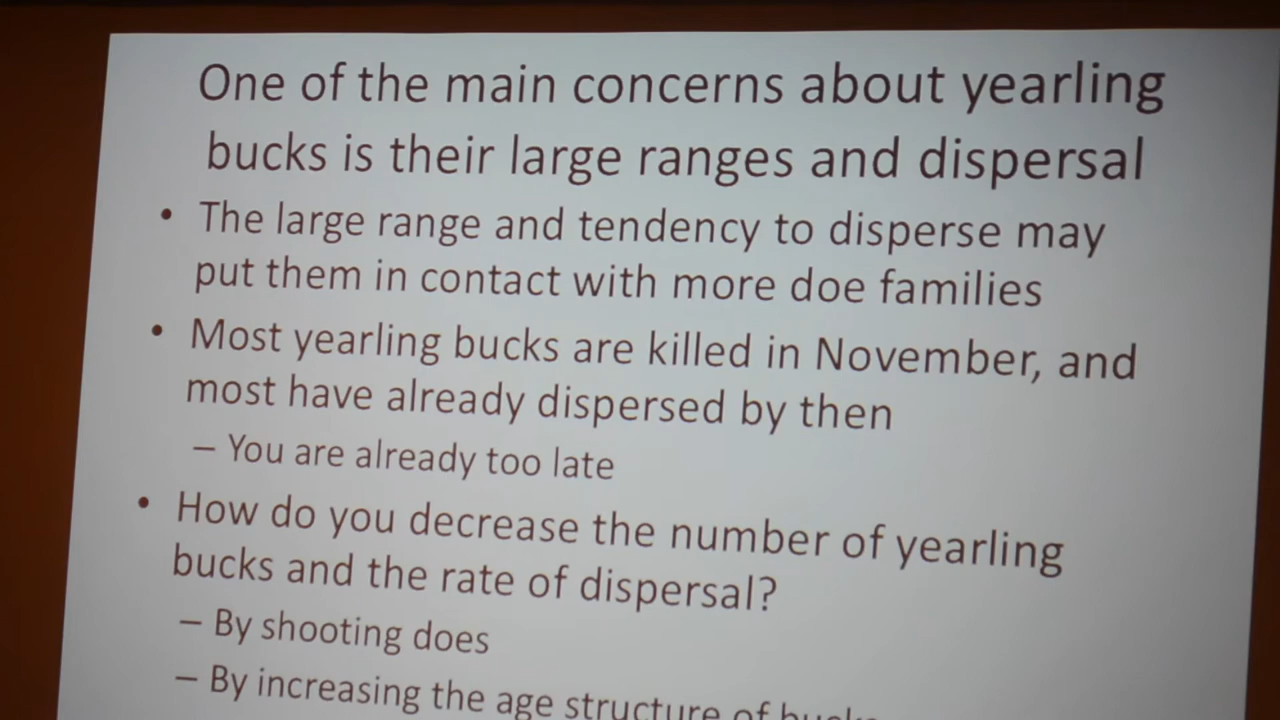 One of the main concerns about yearling
bucks is their large ranges and dispersal
• The large range and tendency to disperse may
put them in contact with more doe families
• Most yearling bucks are killed in November, and
most have already dispersed by then
– You are already too late
• How do you decrease the number of yearling
bucks and the rate of dispersal?
– By shooting does
– By increasing the age structure of bucks